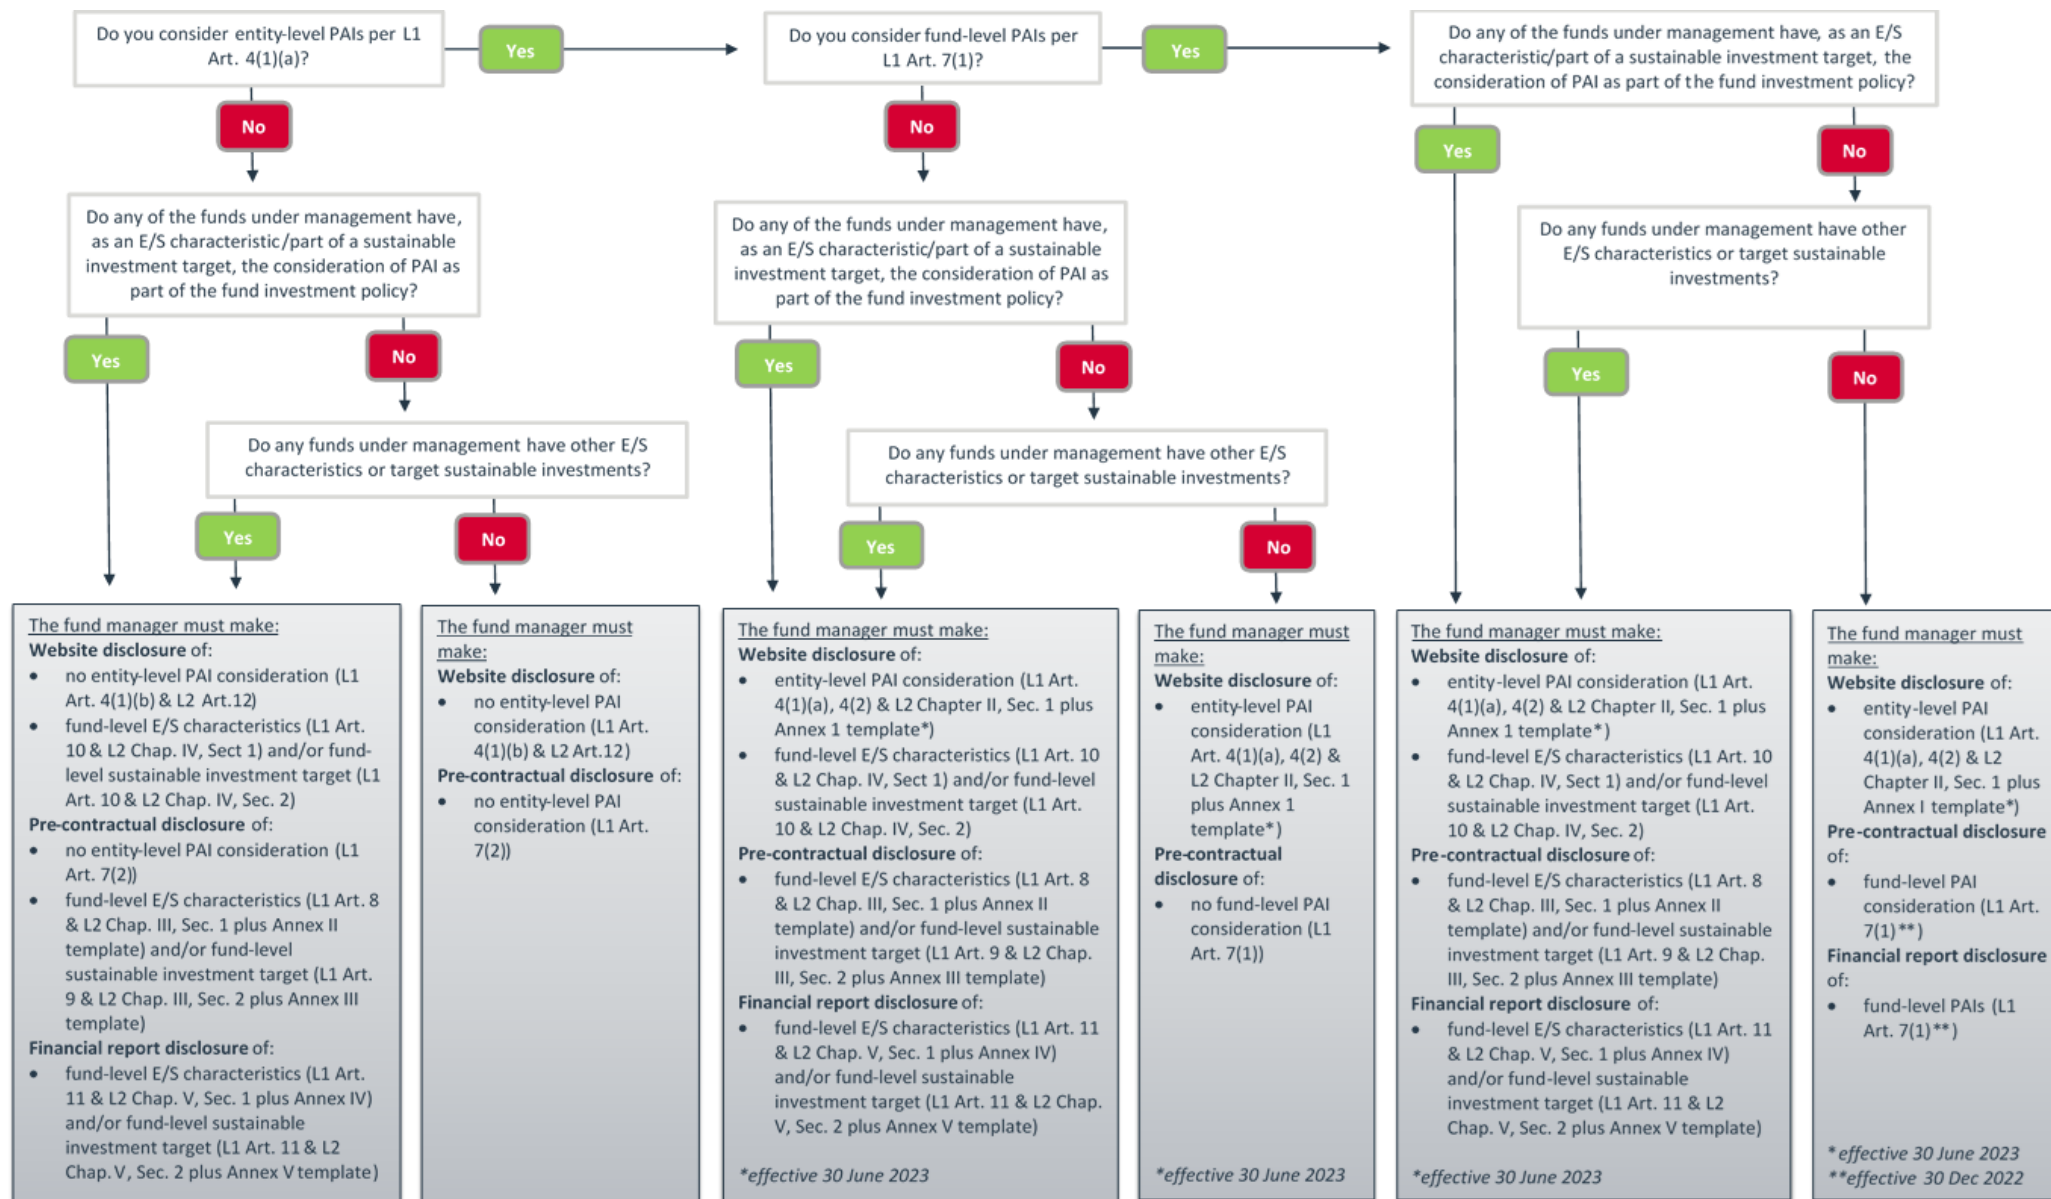 Do you consider entity-level PAIs per L1
Art. 4(1)(a)?
Yes
Do you consider fund-level PAIs per
L1 Art. 7(1)?
Yes
Do any of the funds under management have, as an E/S
characteristic/part of a sustainable investment target, the
consideration of PAI as part of the fund investment policy?
No
No
Yes
No
Do any of the funds under management have,
as an E/S characteristic/part of a sustainable
investment target, the consideration of PAI as
part of the fund investment policy?
Do any of the funds under management have,
as an E/S characteristic/part of a sustainable
investment target, the consideration of PAI as
part of the fund investment policy?
Do any funds under management have other
E/S characteristics or target sustainable
investments?
Yes
No
Yes
No
Yes
No
Do any funds under management have other E/S
characteristics or target sustainable investments?
Do any funds under management have other E/S
characteristics or target sustainable investments?
Yes
No
Yes
No
The fund manager must make:
Website disclosure of:
• no entity-level PAI consideration (L1
Art. 4(1)(b) & L2 Art.12)
• fund-level E/S characteristics (L1 Art.
10 & L2 Chap. IV, Sect 1) and/or fund-
level sustainable investment target (L1
Art. 10 & L2 Chap. IV, Sec. 2)
Pre-contractual disclosure of:
• no entity-level PAI consideration (L1
Art. 7(2))
• fund-level E/S characteristics (L1 Art. 8
& L2 Chap. III, Sec. 1 plus Annex II
template) and/or fund-level
sustainable investment target (L1 Art.
9 & L2 Chap. III, Sec. 2 plus Annex III
template)
Financial report disclosure of:
• fund-level E/S characteristics (L1 Art.
11 & L2 Chap. V, Sec. 1 plus Annex IV)
and/or fund-level sustainable
investment target (L1 Art. 11 & L2
Chap. V, Sec. 2 plus Annex V template)
The fund manager must
make:
Website disclosure of:
• no entity-level PAI
consideration (L1 Art.
4(1)(b) & L2 Art.12)
Pre-contractual disclosure of:
• no entity-level PAI
consideration (L1 Art.
7(2))
The fund manager must make:
Website disclosure of:
• entity-level PAI consideration (L1 Art.
4(1)(a), 4(2) & L2 Chapter II, Sec. 1 plus
Annex 1 template*)
• fund-level E/S characteristics (L1 Art. 10
& L2 Chap. IV, Sect 1) and/or fund-level
sustainable investment target (L1 Art.
10 & L2 Chap. IV, Sec. 2)
Pre-contractual disclosure of:
• fund-level E/S characteristics (L1 Art. 8
& L2 Chap. III, Sec. 1 plus Annex II
template) and/or fund-level sustainable
investment target (L1 Art. 9 & L2 Chap.
III, Sec. 2 plus Annex III template)
Financial report disclosure of:
• fund-level E/S characteristics (L1 Art. 11
& L2 Chap. V, Sec. 1 plus Annex IV)
and/or fund-level sustainable
investment target (L1 Art. 11 & L2 Chap.
V, Sec. 2 plus Annex V template)
*effective 30 June 2023
The fund manager must
make:
Website disclosure of:
• entity-level PAI
consideration (L1
Art. 4(1)(a), 4(2) &
L2 Chapter II, Sec. 1
plus Annex 1
template*)
Pre-contractual
disclosure of:
• no fund-level PAI
consideration (L1
Art. 7(1))
*effective 30 June 2023
The fund manager must make:
Website disclosure of:
• entity-level PAI consideration (L1 Art.
4(1)(a), 4(2) & L2 Chapter II, Sec. 1 plus
Annex 1 template*)
• fund-level E/S characteristics (L1 Art. 10
& L2 Chap. IV, Sect 1) and/or fund-level
sustainable investment target (L1 Art.
10 & L2 Chap. IV, Sec. 2)
Pre-contractual disclosure of:
• fund-level E/S characteristics (L1 Art. 8
& L2 Chap. III, Sec. 1 plus Annex II
template) and/or fund-level sustainable
investment target (L1 Art. 9 & L2 Chap.
III, Sec. 2 plus Annex III template)
Financial report disclosure of:
• fund-level E/S characteristics (L1 Art. 11
& L2 Chap. V, Sec. 1 plus Annex IV)
and/or fund-level sustainable
investment target (L1 Art. 11 & L2
Chap. V, Sec. 2 plus Annex V template)
*effective 30 June 2023
The fund manager must
make:
Website disclosure of:
• entity-level PAI
consideration (L1 Art.
4(1)(a), 4(2) & L2
Chapter II, Sec. 1 plus
Annex I template*)
Pre-contractual disclosure
of:
• fund-level PAI
consideration (L1 Art.
7(1)**)
Financial report disclosure
of:
• fund-level PAIs (L1
Art. 7(1)**)
*effective 30 June 2023
**effective 30 Dec 2022